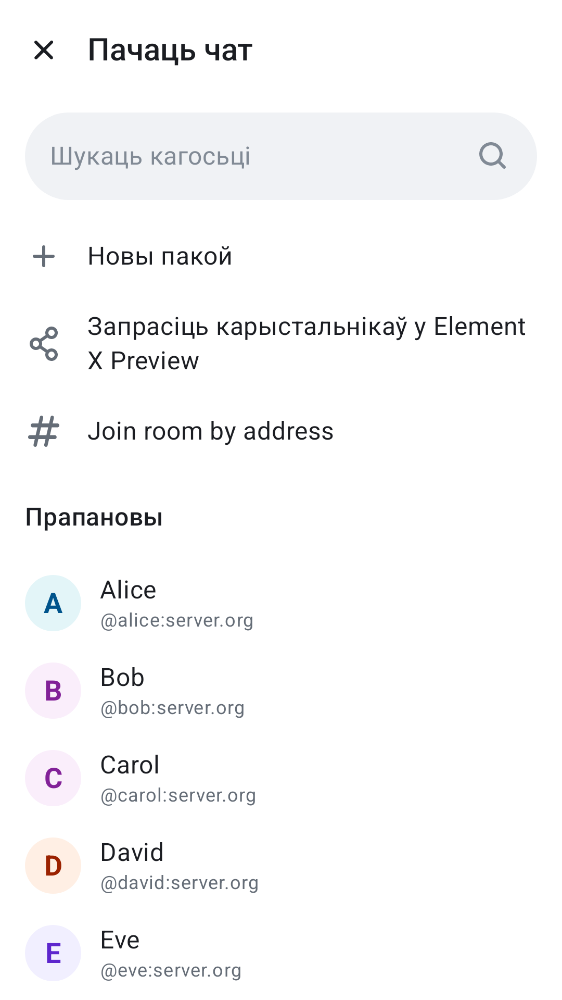 Пачаць чат
Шукаць кагосьці
Новы пакой
Запрасіць карыстальнікаў у Element
X Preview
Join room by address
Прапановы
A
Alice
@alice:server.org
B
Bob
@bob:server.org
C
Carol
@carol:server.org
D
David
@david:server.org
E
Eve
@eve:server.org